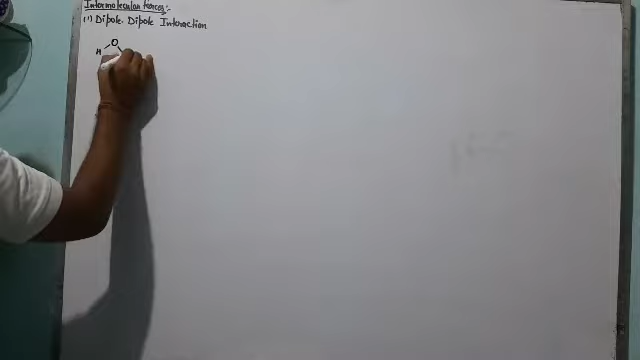 Intermolecular forces:-
(1) Dipole-Dipole Interaction
O
H